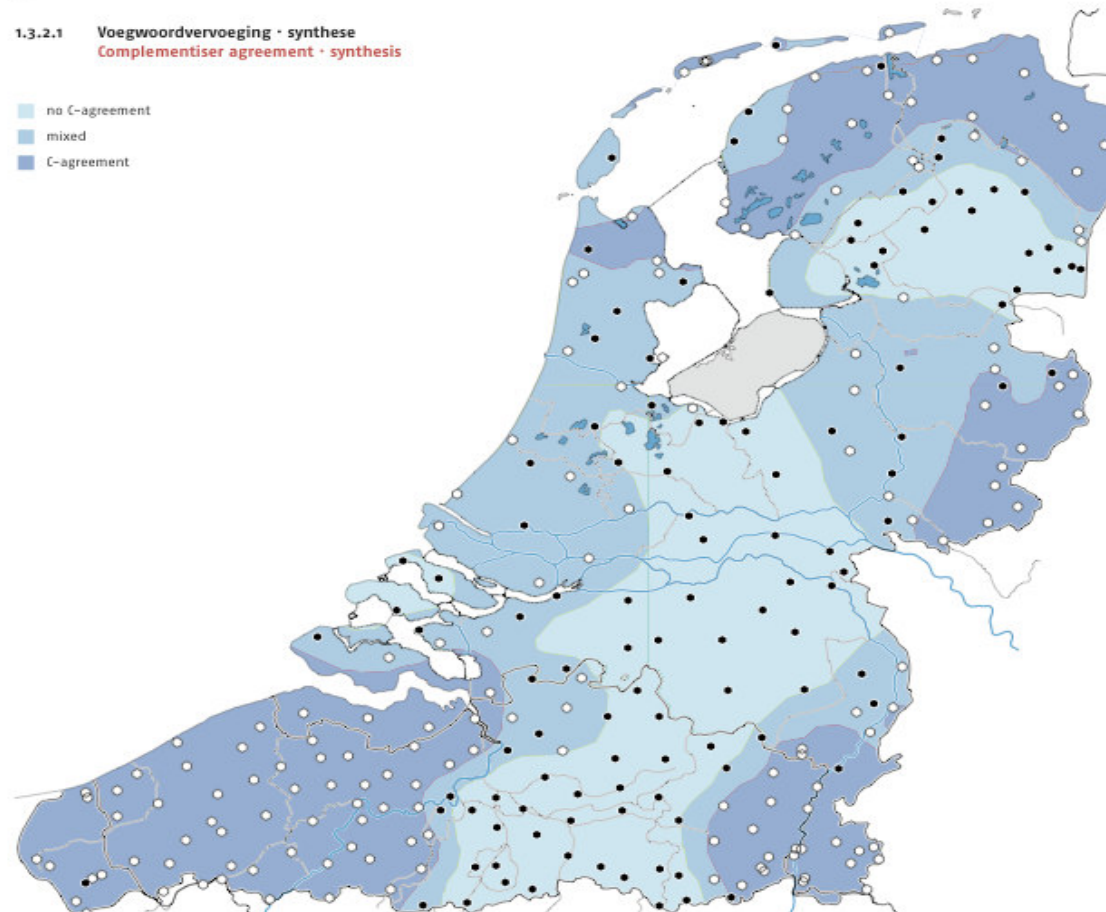 1.3.2.1 Voegwoordvervoeging · synthese
Complementiser agreement · synthesis
no C-agreement
mixed
C-agreement